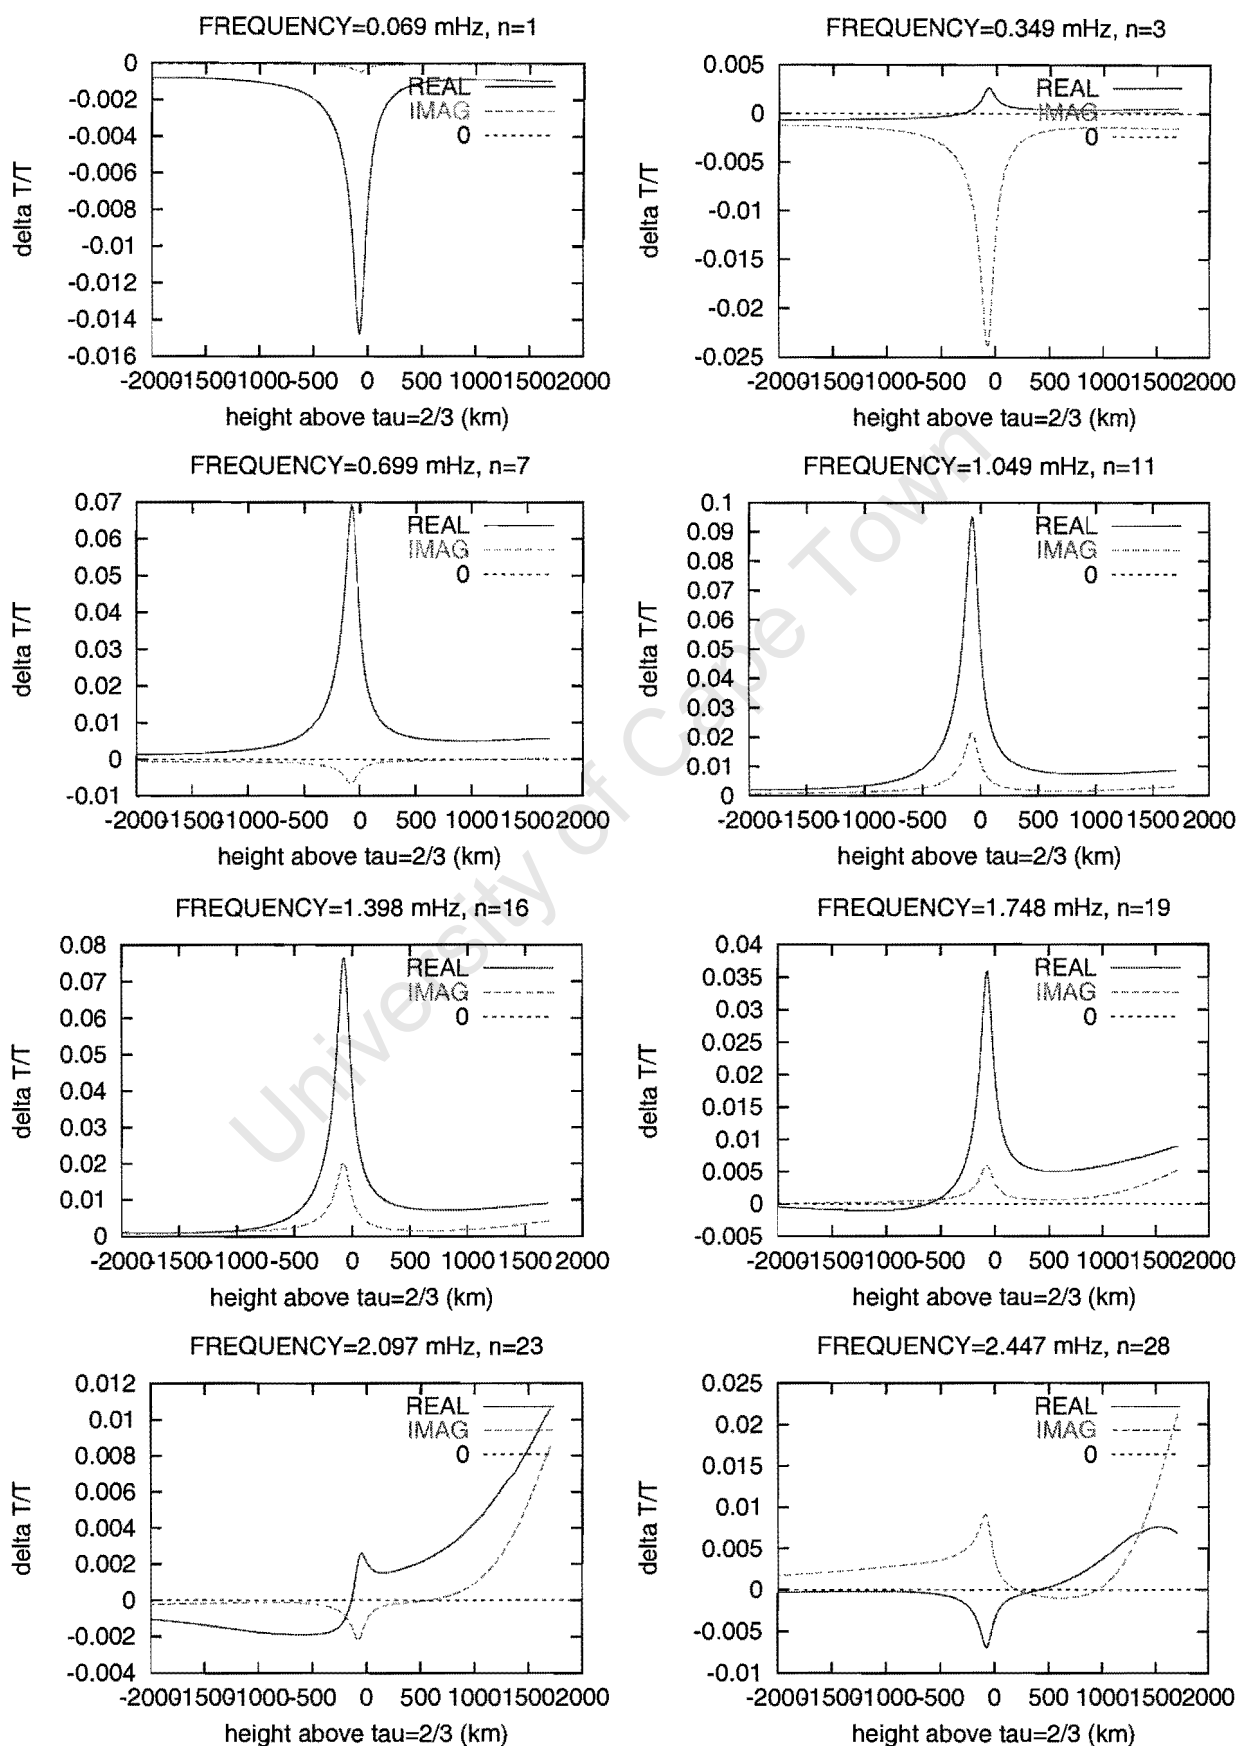 FREQUENCY=0.069 mHz, n=1
0
-0.002
-0.004
-0.006
-0.008
-0.01
-0.012
-0.014
-0.016
delta T/T
REAL
IMAG
0
-2000-1500-1000-500 0 500 1000 1500 2000
height above tau=2/3 (km)
FREQUENCY=0.349 mHz, n=3
0.005
0
-0.005
-0.01
-0.015
-0.02
-0.025
delta T/T
REAL
IMAG
0
-2000-1500-1000-500 0 500 1000 1500 2000
height above tau=2/3 (km)
FREQUENCY=0.699 mHz, n=7
0.07
0.06
0.05
0.04
0.03
0.02
0.01
0
-0.01
delta T/T
REAL
IMAG
0
-2000-1500-1000-500 0 500 1000 1500 2000
height above tau=2/3 (km)
FREQUENCY=1.049 mHz, n=11
0.1
0.09
0.08
0.07
0.06
0.05
0.04
0.03
0.02
0.01
0
delta T/T
REAL
IMAG
0
-2000-1500-1000-500 0 500 1000 1500 2000
height above tau=2/3 (km)
FREQUENCY=1.398 mHz, n=16
0.08
0.07
0.06
0.05
0.04
0.03
0.02
0.01
0
delta T/T
REAL
IMAG
0
-2000-1500-1000-500 0 500 1000 1500 2000
height above tau=2/3 (km)
FREQUENCY=1.748 mHz, n=19
0.04
0.035
0.03
0.025
0.02
0.015
0.01
0.005
0
-0.005
delta T/T
REAL
IMAG
0
-2000-1500-1000-500 0 500 1000 1500 2000
height above tau=2/3 (km)
FREQUENCY=2.097 mHz, n=23
0.012
0.01
0.008
0.006
0.004
0.002
0
-0.002
-0.004
delta T/T
REAL
IMAG
0
-2000-1500-1000-500 0 500 1000 1500 2000
height above tau=2/3 (km)
FREQUENCY=2.447 mHz, n=28
0.025
0.02
0.015
0.01
0.005
0
-0.005
-0.01
delta T/T
REAL
IMAG
0
-2000-1500-1000-500 0 500 1000 1500 2000
height above tau=2/3 (km)
University of Cape Town